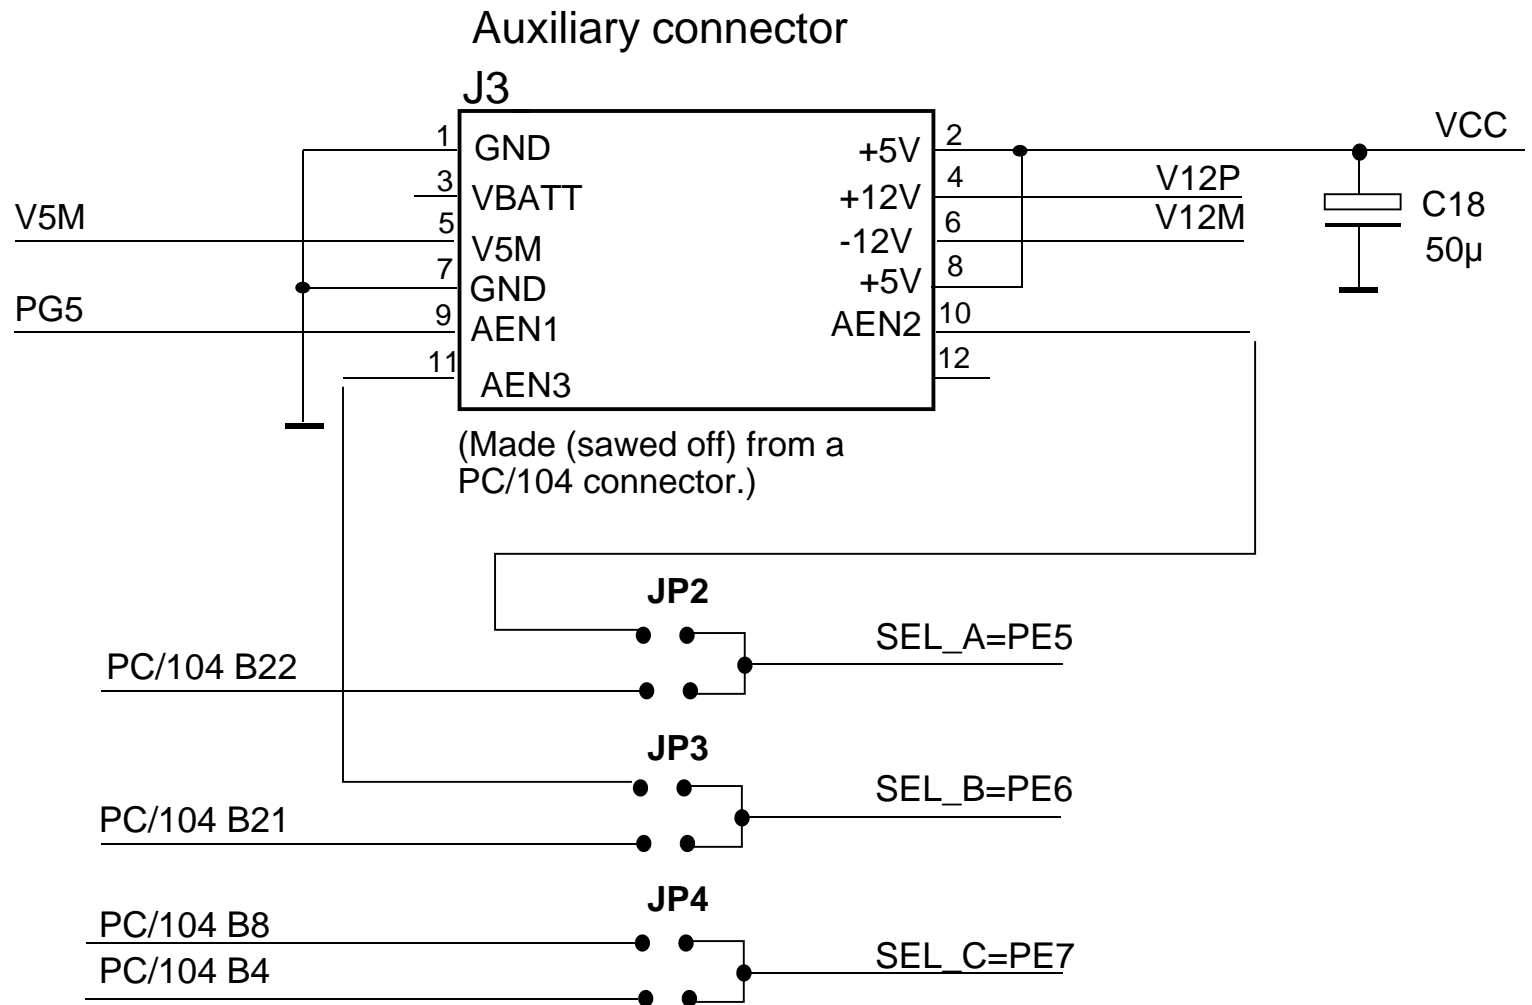 Auxiliary connector
J3
1 GND +5V 2 VCC
3 VBATT +12V 4 V12P
V5M 5 V5M -12V 6 V12M
C18
50µ
7 GND +5V 8
PG5 9 AEN1 AEN2 10
11 AEN3 12
(Made (sawed off) from a
PC/104 connector.)
JP2
SEL_A=PE5
PC/104 B22
JP3
SEL_B=PE6
PC/104 B21
JP4
PC/104 B8
SEL_C=PE7
PC/104 B4